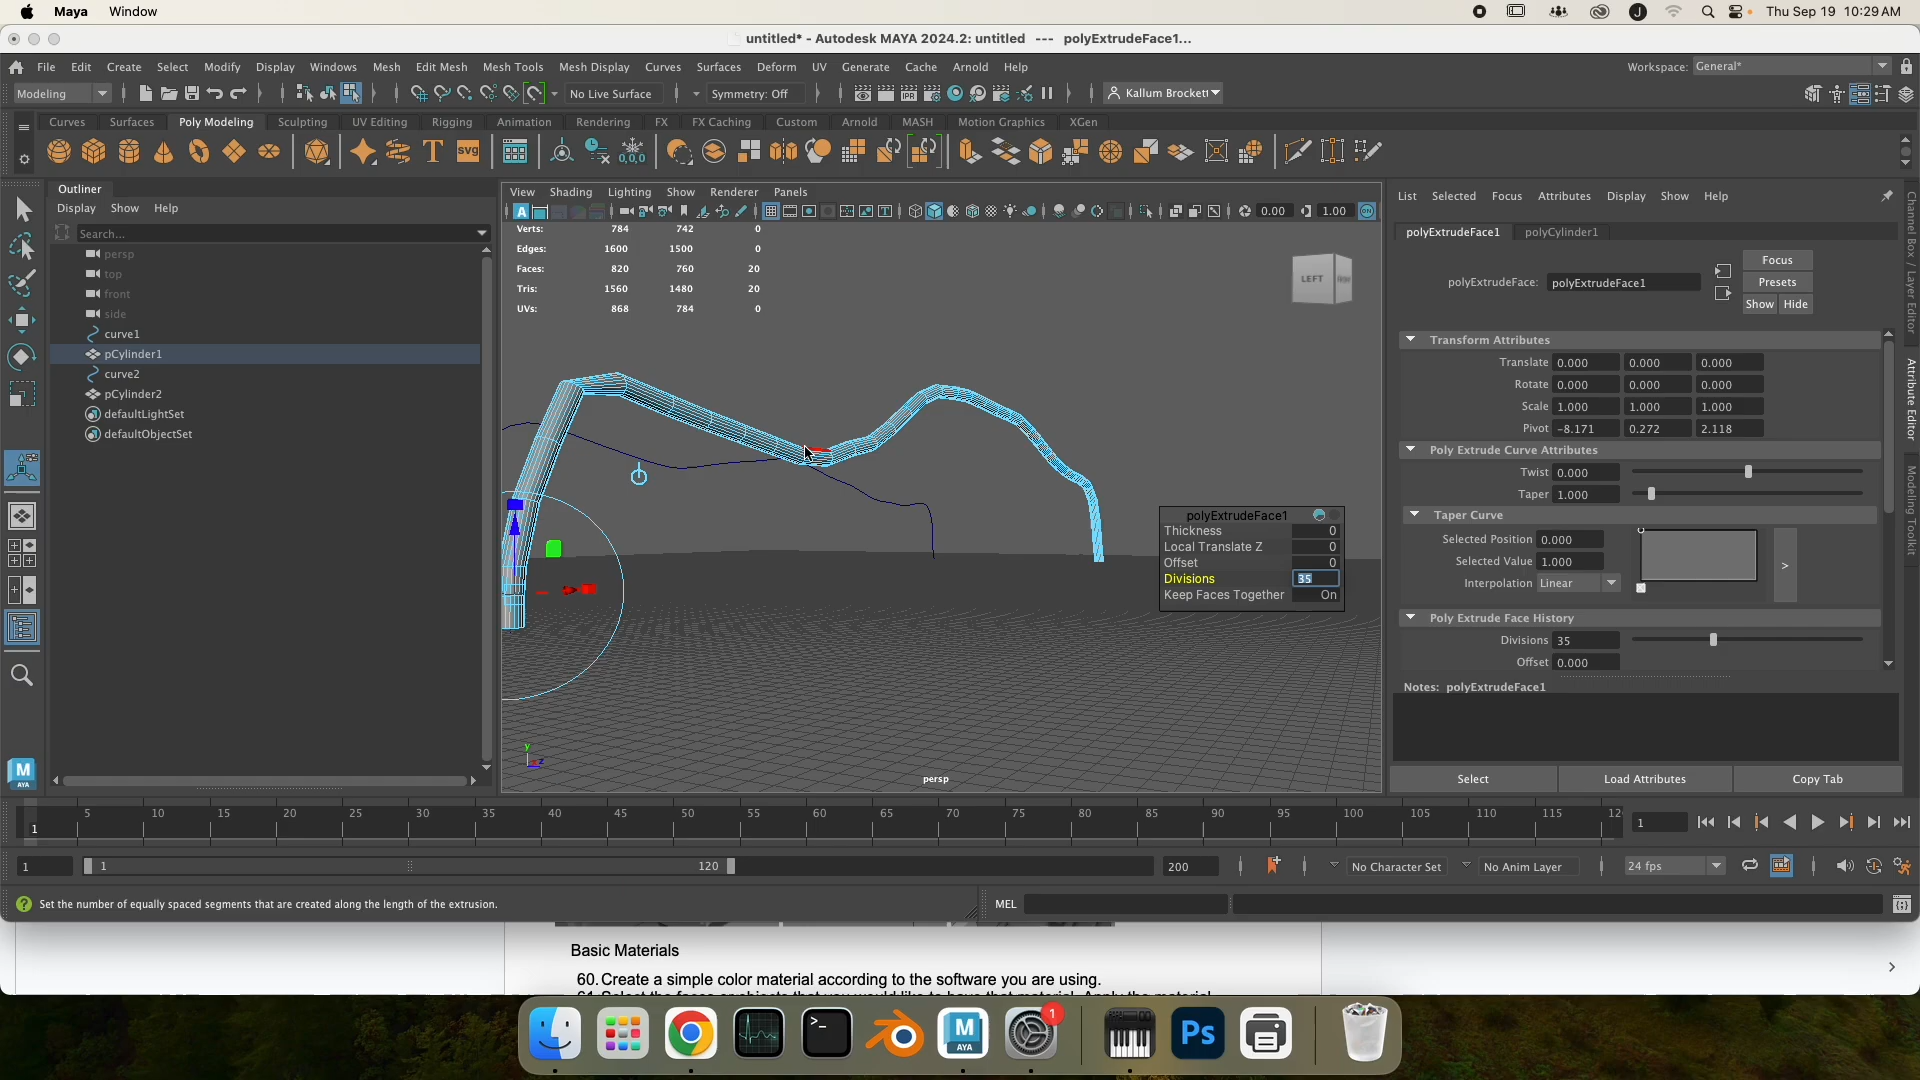 Maya Window
Thu Sep 19 10:29 AM
untitled* - Autodesk MAYA 2024.2: untitled --- polyExtrudeFace1...
File Edit Create Select Modify Display Windows Mesh Edit Mesh Mesh Tools Mesh Display Curves Surfaces Deform UV Generate Cache Arnold Help
Workspace: General*
Modeling
No Live Surface
Symmetry: Off
Kallum Brockett
Curves Surfaces Poly Modeling Sculpting UV Editing Rigging Animation Rendering FX FX Caching Custom Arnold MASH Motion Graphics XGen
Outliner
Display Show Help
Search...
persp
top
front
side
curve1
pCylinder1
curve2
pCylinder2
defaultLightSet
defaultObjectSet
View Shading Lighting Show Renderer Panels
0.00
1.00
Verts: 784 742 0
Edges: 1600 1500 0
Faces: 820 760 20
Tris: 1560 1480 20
UVs: 868 784 0
LEFT
polyExtrudeFace1
Thickness 0
Local Translate Z 0
Offset 0
Divisions 35
Keep Faces Together On
y
z
persp
List Selected Focus Attributes Display Show Help
polyExtrudeFace1 polyCylinder1
polyExtrudeFace: polyExtrudeFace1
Focus
Presets
Show Hide
Transform Attributes
Translate 0.000 0.000 0.000
Rotate 0.000 0.000 0.000
Scale 1.000 1.000 1.000
Pivot -8.171 0.272 2.118
Poly Extrude Curve Attributes
Twist 0.000
Taper 1.000
Taper Curve
Selected Position 0.000
Selected Value 1.000
Interpolation Linear
>
Poly Extrude Face History
Divisions 35
Offset 0.000
Notes: polyExtrudeFace1
Select Load Attributes Copy Tab
Channel Box / Layer Editor
Attribute Editor
Modeling Toolkit
5 10 15 20 25 30 35 40 45 50 55 60 65 70 75 80 85 90 95 100 105 110 115 12
1
1
1
1
120
200
No Character Set
No Anim Layer
24 fps
Set the number of equally spaced segments that are created along the length of the extrusion.
MEL
Basic Materials
60. Create a simple color material according to the software you are using.
1
MAYA
Ps